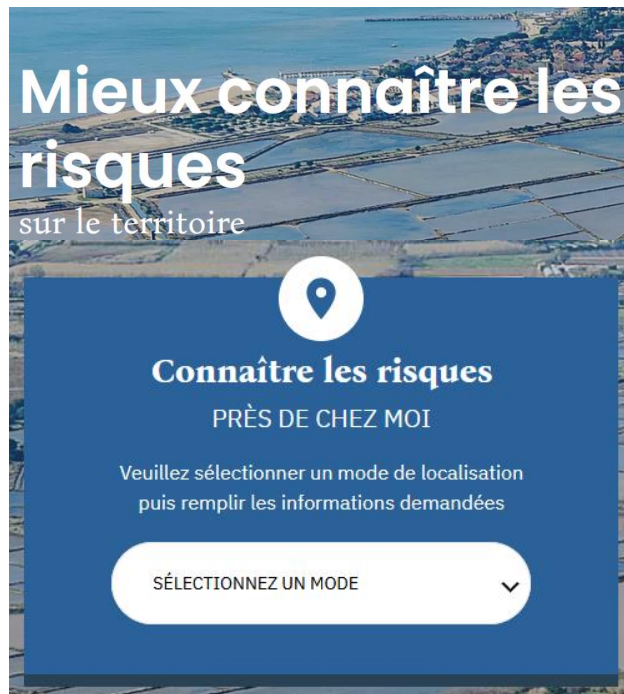 Mieux connaître les
risques
sur le territoire
Connaître les risques
PRÈS DE CHEZ MOI
Veuillez sélectionner un mode de localisation
puis remplir les informations demandées
SÉLECTIONNEZ UN MODE